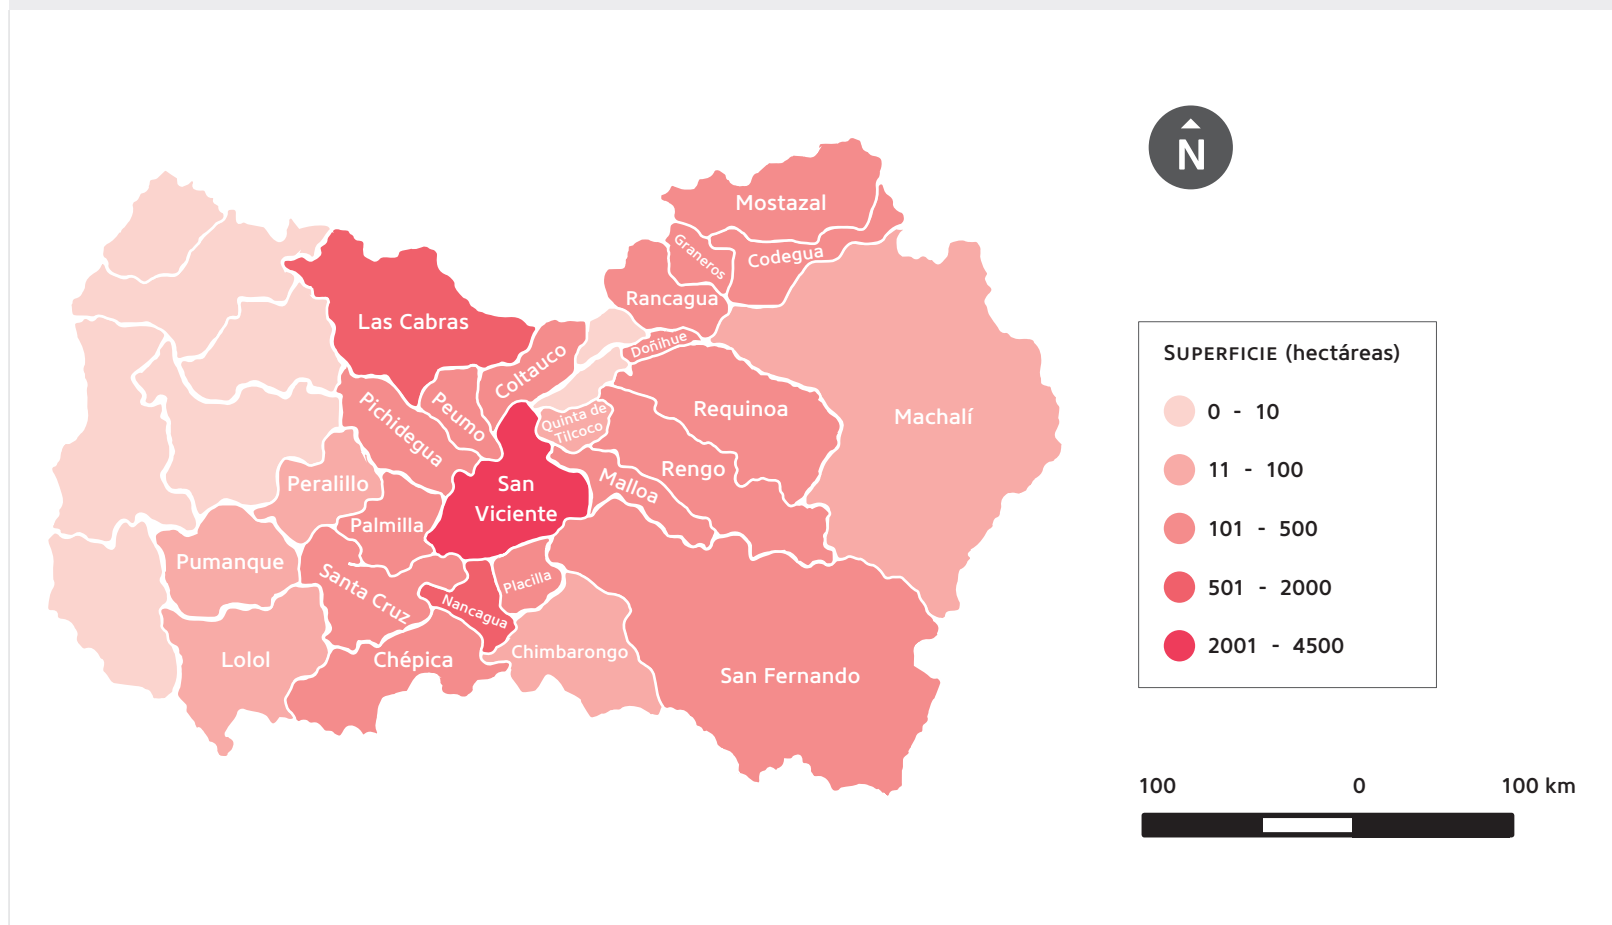 N
Mostazal
Graneros
Codegua
Rancagua
Las Cabras
Doñihue
Coltauco
Peumo
Pichidegua
Quinta de
Tilcoco
Requinoa
Machalí
Rengo
Malloa
Peralillo
San
Viciente
Palmilla
Pumanque
Santa Cruz
Placilla
Nancagua
Chimbarongo
Lolol
Chépica
San Fernando
SUPERFICIE (hectáreas)
0 - 10
11 - 100
101 - 500
501 - 2000
2001 - 4500
100 0 100 km